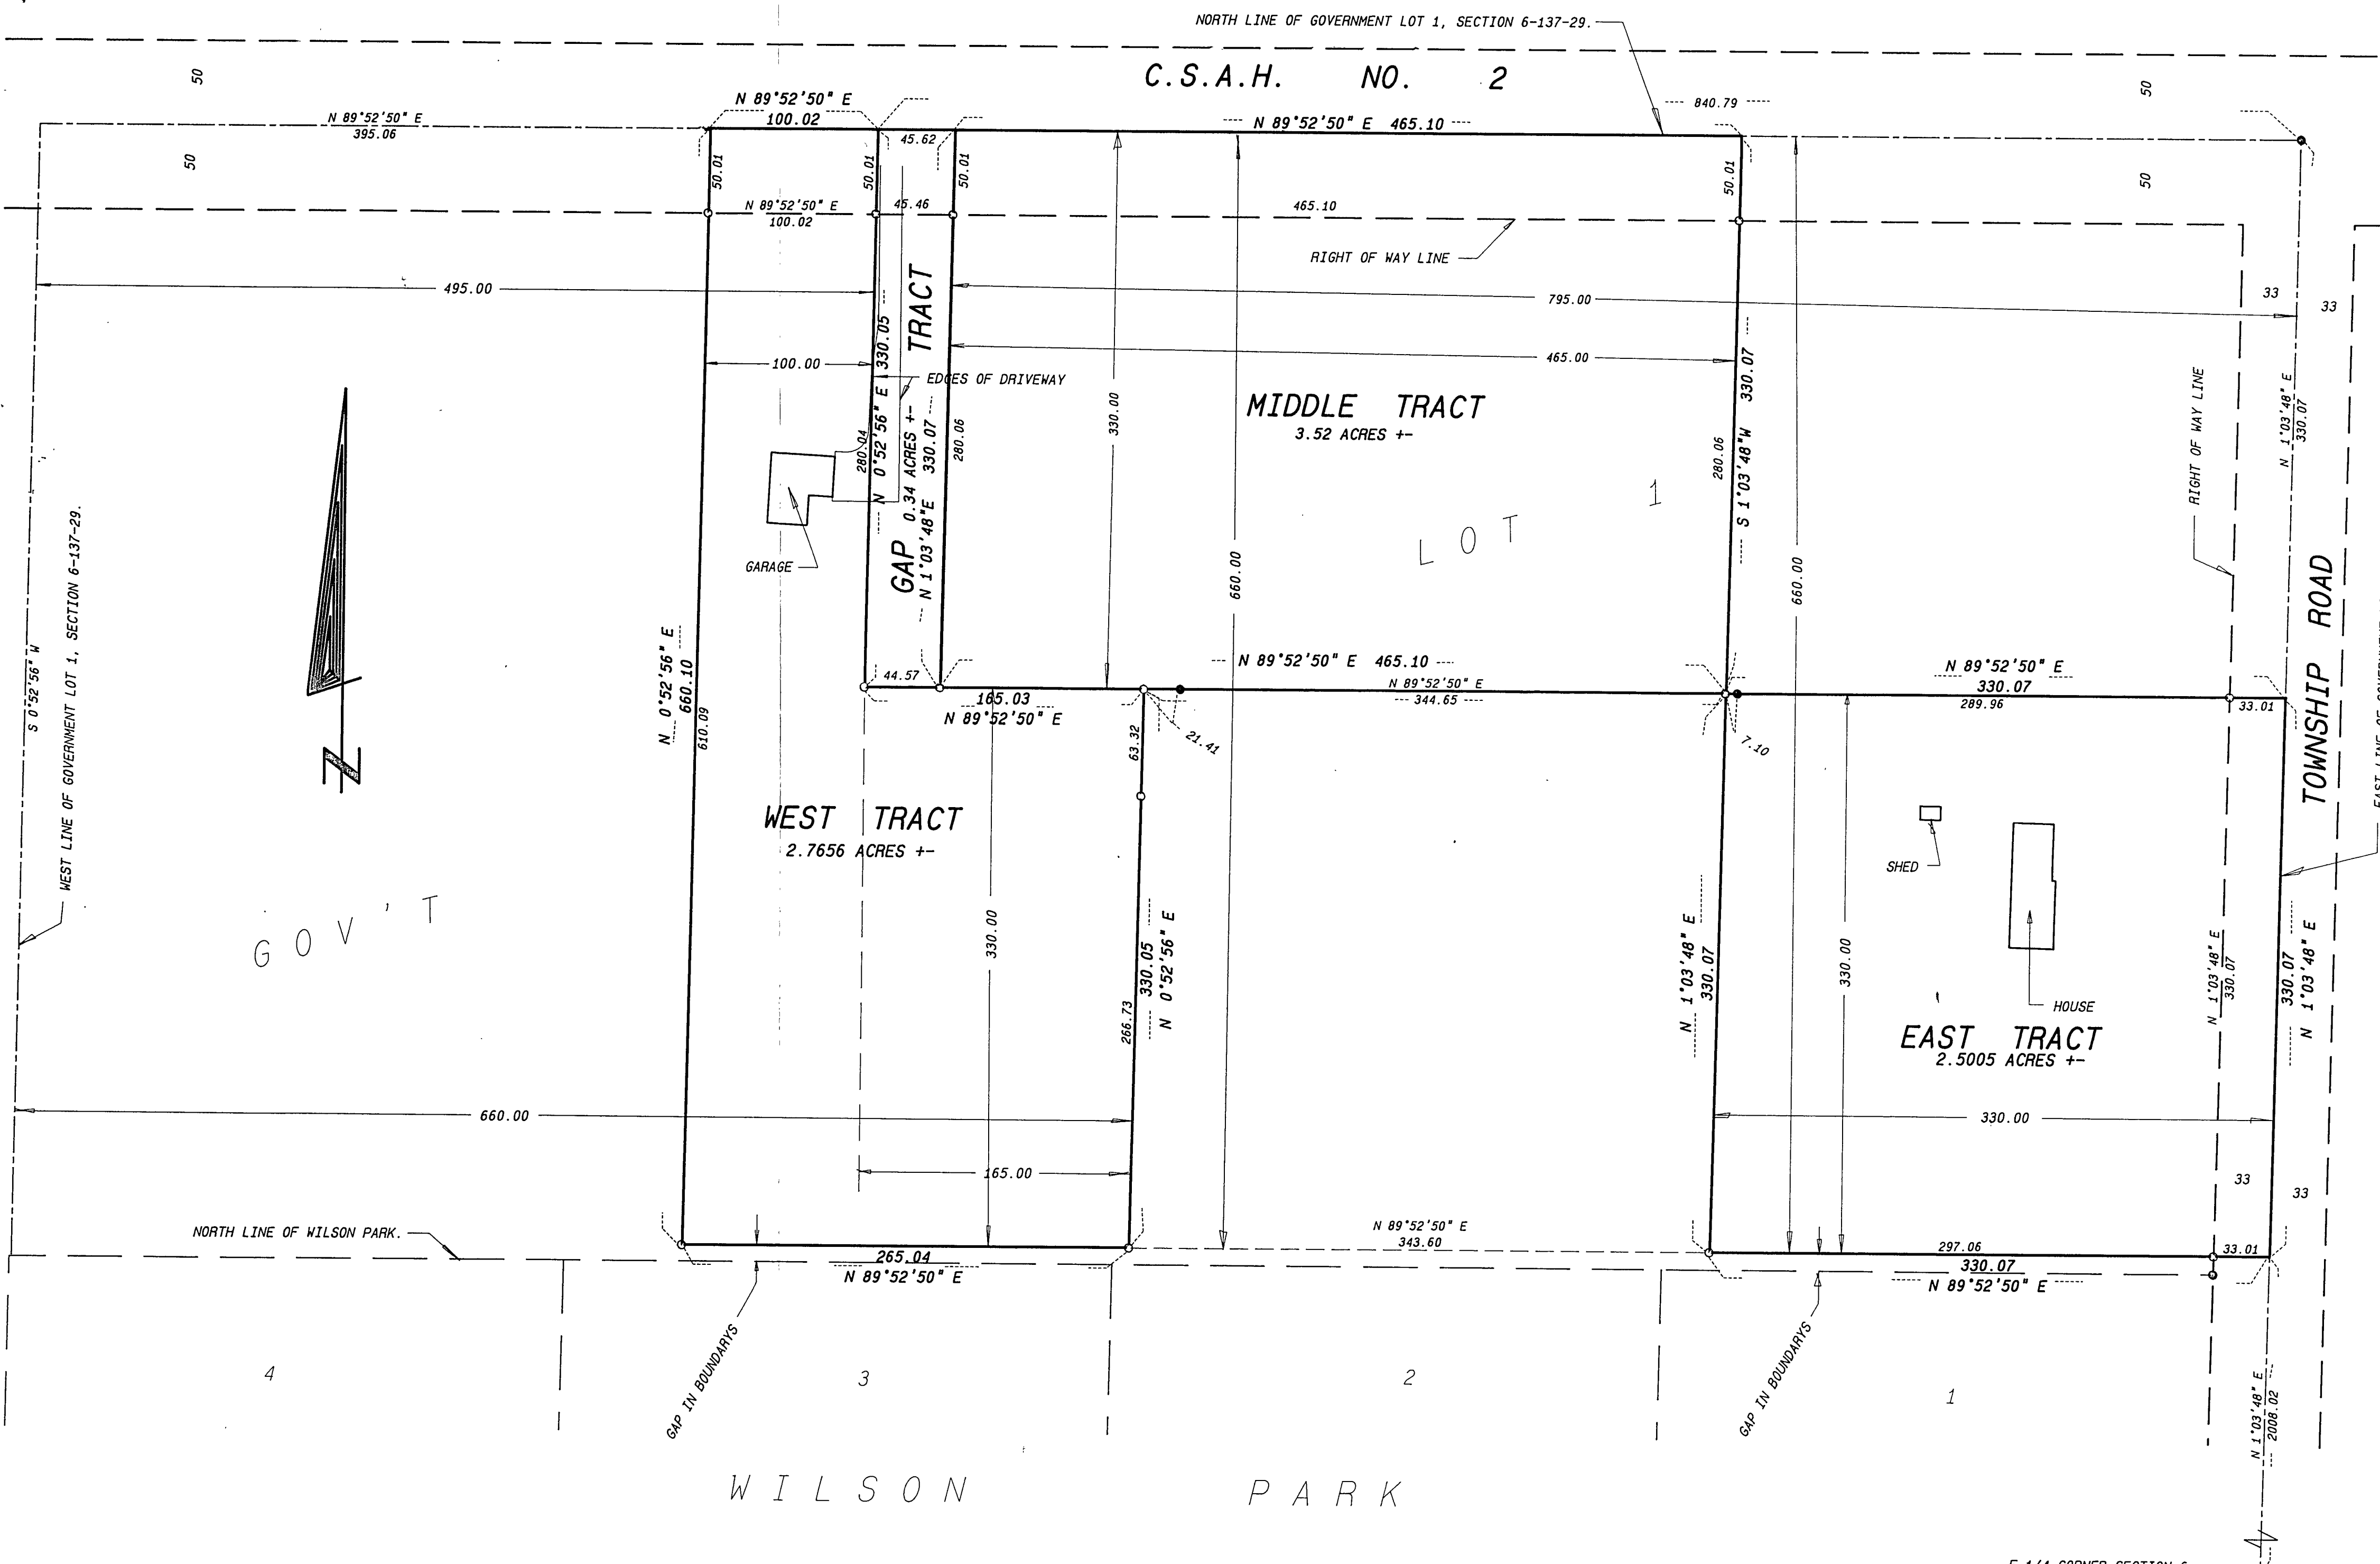 NORTH LINE OF GOVERNMENT LOT 1, SECTION 6-137-29.
C.S.A.H. NO. 2
50
50
N 89°52'50" E
395.06
50
N 89°52'50" E
100.02
45.62
N 89°52'50" E 465.10
840.79
50
50.01
50.01
50.01
50.01
50
N 89°52'50" E
100.02
45.46
465.10
RIGHT OF WAY LINE
495.00
795.00
33
33
100.00
465.00
EDGES OF DRIVEWAY
N 0°52'56" E 330.05
280.04
GAP TRACT
0.34 ACRES +-
N 1°03'48"E 330.07
280.06
330.00
660.00
MIDDLE TRACT
3.52 ACRES +-
280.06
S 1°03'48"W 330.07
660.00
RIGHT OF WAY LINE
N 1°03'48" E
330.07
GARAGE
LOT 1
TOWNSHIP ROAD
S 0°52'56" W
WEST LINE OF GOVERNMENT LOT 1, SECTION 6-137-29.
N
N 0°52'56" E
660.10
610.09
44.57
165.03
N 89°52'50" E
N 89°52'50" E 465.10
N 89°52'50" E
344.65
21.41
7.10
N 89°52'50" E
330.07
289.96
33.01
63.32
WEST TRACT
2.7656 ACRES +-
330.00
266.73
330.05
N 0°52'56" E
N 1°03'48" E
330.07
SHED
HOUSE
330.00
EAST TRACT
2.5005 ACRES +-
N 1°03'48" E
330.07
330.07
N 1°03'48" E
GOV'T
660.00
165.00
330.00
33
33
NORTH LINE OF WILSON PARK.
265.04
N 89°52'50" E
N 89°52'50" E
343.60
297.06
33.01
330.07
N 89°52'50" E
GAP IN BOUNDARYS
GAP IN BOUNDARYS
4
3
2
1
N 1°03'48" E
2008.02
WILSON PARK